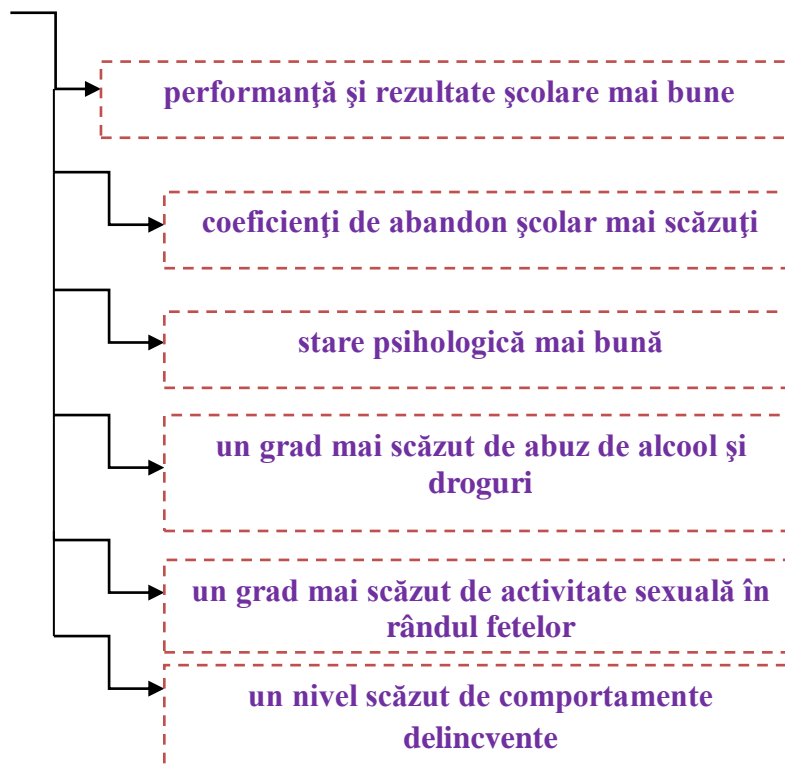 performanţă şi rezultate şcolare mai bune
coeficienţi de abandon şcolar mai scăzuţi
stare psihologică mai bună
un grad mai scăzut de abuz de alcool şi
droguri
un grad mai scăzut de activitate sexuală în
rândul fetelor
un nivel scăzut de comportamente
delincvente